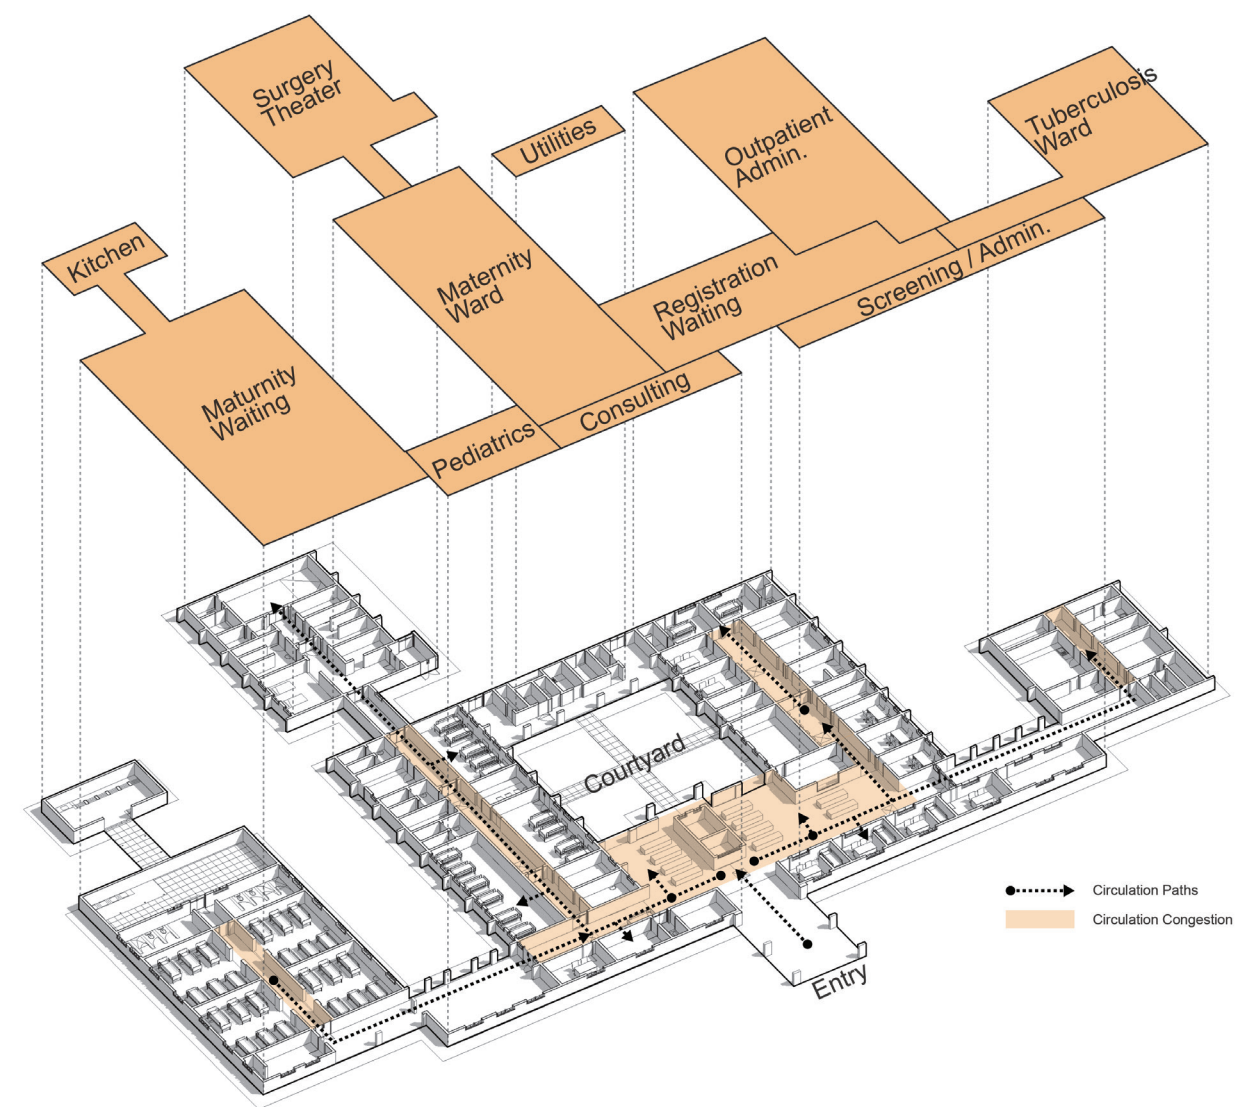 Surgery
Theater
Utilities
Outpatient
Admin.
Tuberculosis
Ward
Kitchen
Maternity
Ward
Registration
Waiting
Screening / Admin.
Maturnity
Waiting
Pediatrics
Consulting
Courtyard
Entry
Circulation Paths
Circulation Congestion